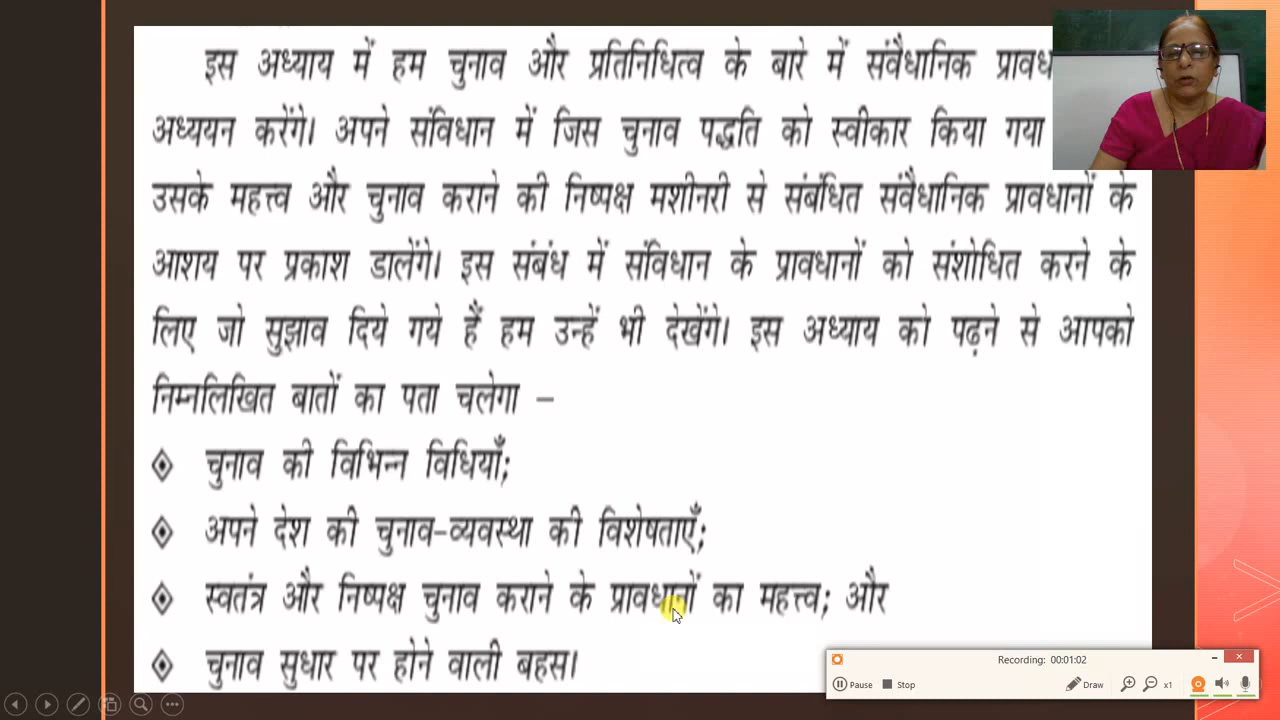 इस अध्याय में हम चुनाव और प्रतिनिधित्व के बारे में संवैधानिक
अध्ययन करेंगे। अपने संविधान में जिस चुनाव पद्धति को स्वीकार किया गया
उसके महत्त्व और चुनाव कराने की निष्पक्ष मशीनरी से संबंधित संवैधानिक प्रावधानों के
आशय पर प्रकाश डालेंगे। इस संबंध में संविधान के प्रावधानों को संशोधित करने के
लिए जो सुझाव दिये गये हैं हम उन्हें भी देखेंगे। इस अध्याय को पढ़ने से आपको
निम्नलिखित बातों का पता चलेगा –
चुनाव की विभिन्न विधियाँ;
अपने देश की चुनाव-व्यवस्था की विशेषताएँ;
स्वतंत्र और निष्पक्ष चुनाव कराने के प्रावधानों का महत्त्व; और
चुनाव सुधार पर होने वाली बहस।
Recording: 00:01:02
Pause Stop Draw x1